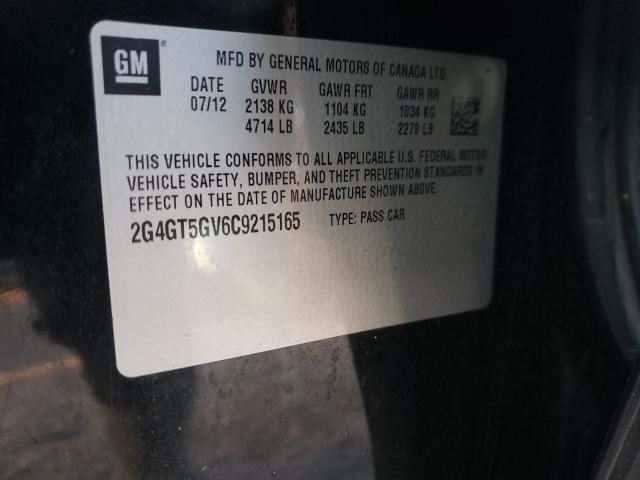 GM
MFD BY GENERAL MOTORS OF CANADA LTD.
DATE GVWR GAWR FRT GAWR RR
07/12 2138 KG 1104 KG 1034 KG
4714 LB 2435 LB 2279 LB
THIS VEHICLE CONFORMS TO ALL APPLICABLE U.S. FEDERAL MOTOR
VEHICLE SAFETY, BUMPER, AND THEFT PREVENTION STANDARDS IN
EFFECT ON THE DATE OF MANUFACTURE SHOWN ABOVE.
2G4GT5GV6C9215165 TYPE: PASS CAR